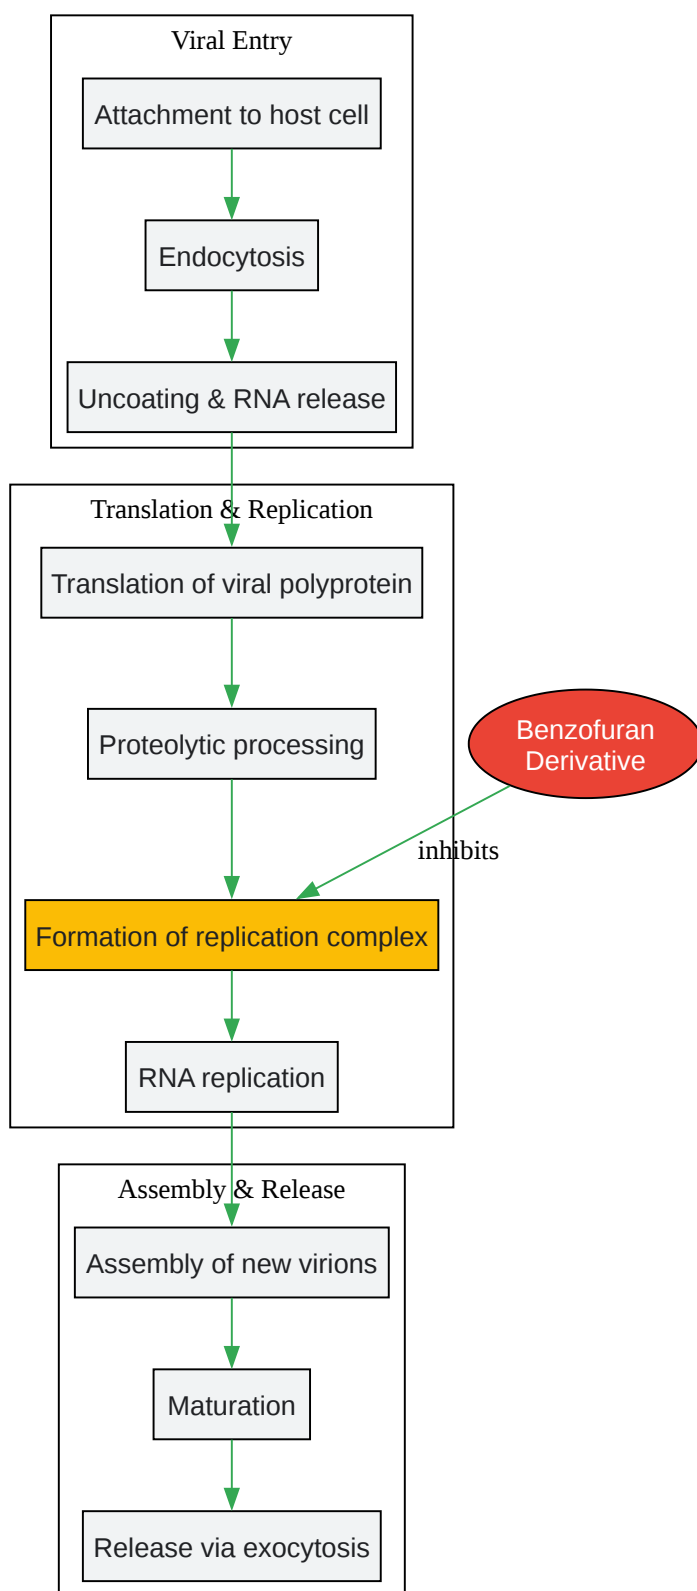 Viral Entry
Attachment to host cell
Endocytosis
Uncoating & RNA release
Translation & Replication
Translation of viral polyprotein
Proteolytic processing
Benzofuran
Derivative
inhibits
Formation of replication complex
RNA replication
Assembly & Release
Assembly of new virions
Maturation
Release via exocytosis